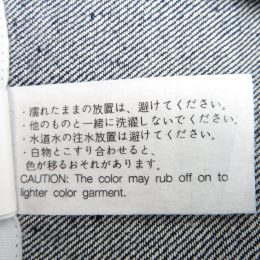 ・濡れたままの放置は、避けてください。
・他のものと一緒に洗濯しないでください。
・水道水の注水放置は避けてください。
・白物とこすり合わせると、
色が移るおそれがあります。
CAUTION: The color may rub off on to
lighter color garment.